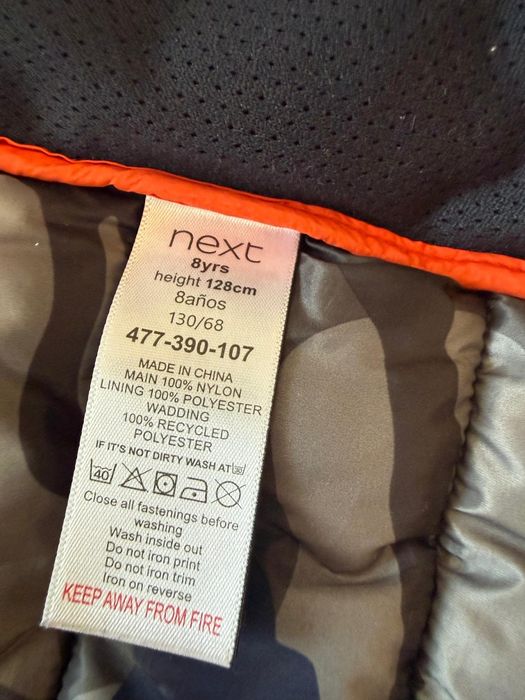 next
8yrs
height 128cm
8años
130/68
477-390-107
MADE IN CHINA
MAIN 100% NYLON
LINING 100% POLYESTER
WADDING
100% RECYCLED
POLYESTER
IF IT'S NOT DIRTY WASH AT 30
40
Close all fastenings before
washing
Wash inside out
Do not iron print
Do not iron trim
Iron on reverse
KEEP AWAY FROM FIRE